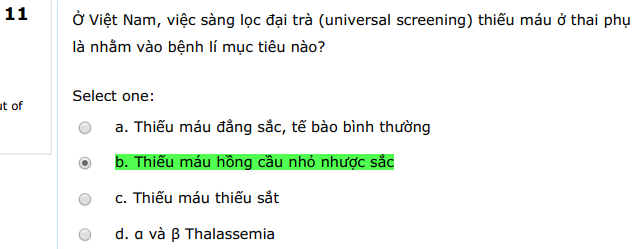 11
Ở Việt Nam, việc sàng lọc đại trà (universal screening) thiếu máu ở thai phụ
là nhằm vào bệnh lí mục tiêu nào?
ut of
Select one:
a. Thiếu máu đẳng sắc, tế bào bình thường
b. Thiếu máu hồng cầu nhỏ nhược sắc
c. Thiếu máu thiếu sắt
d. α và β Thalassemia